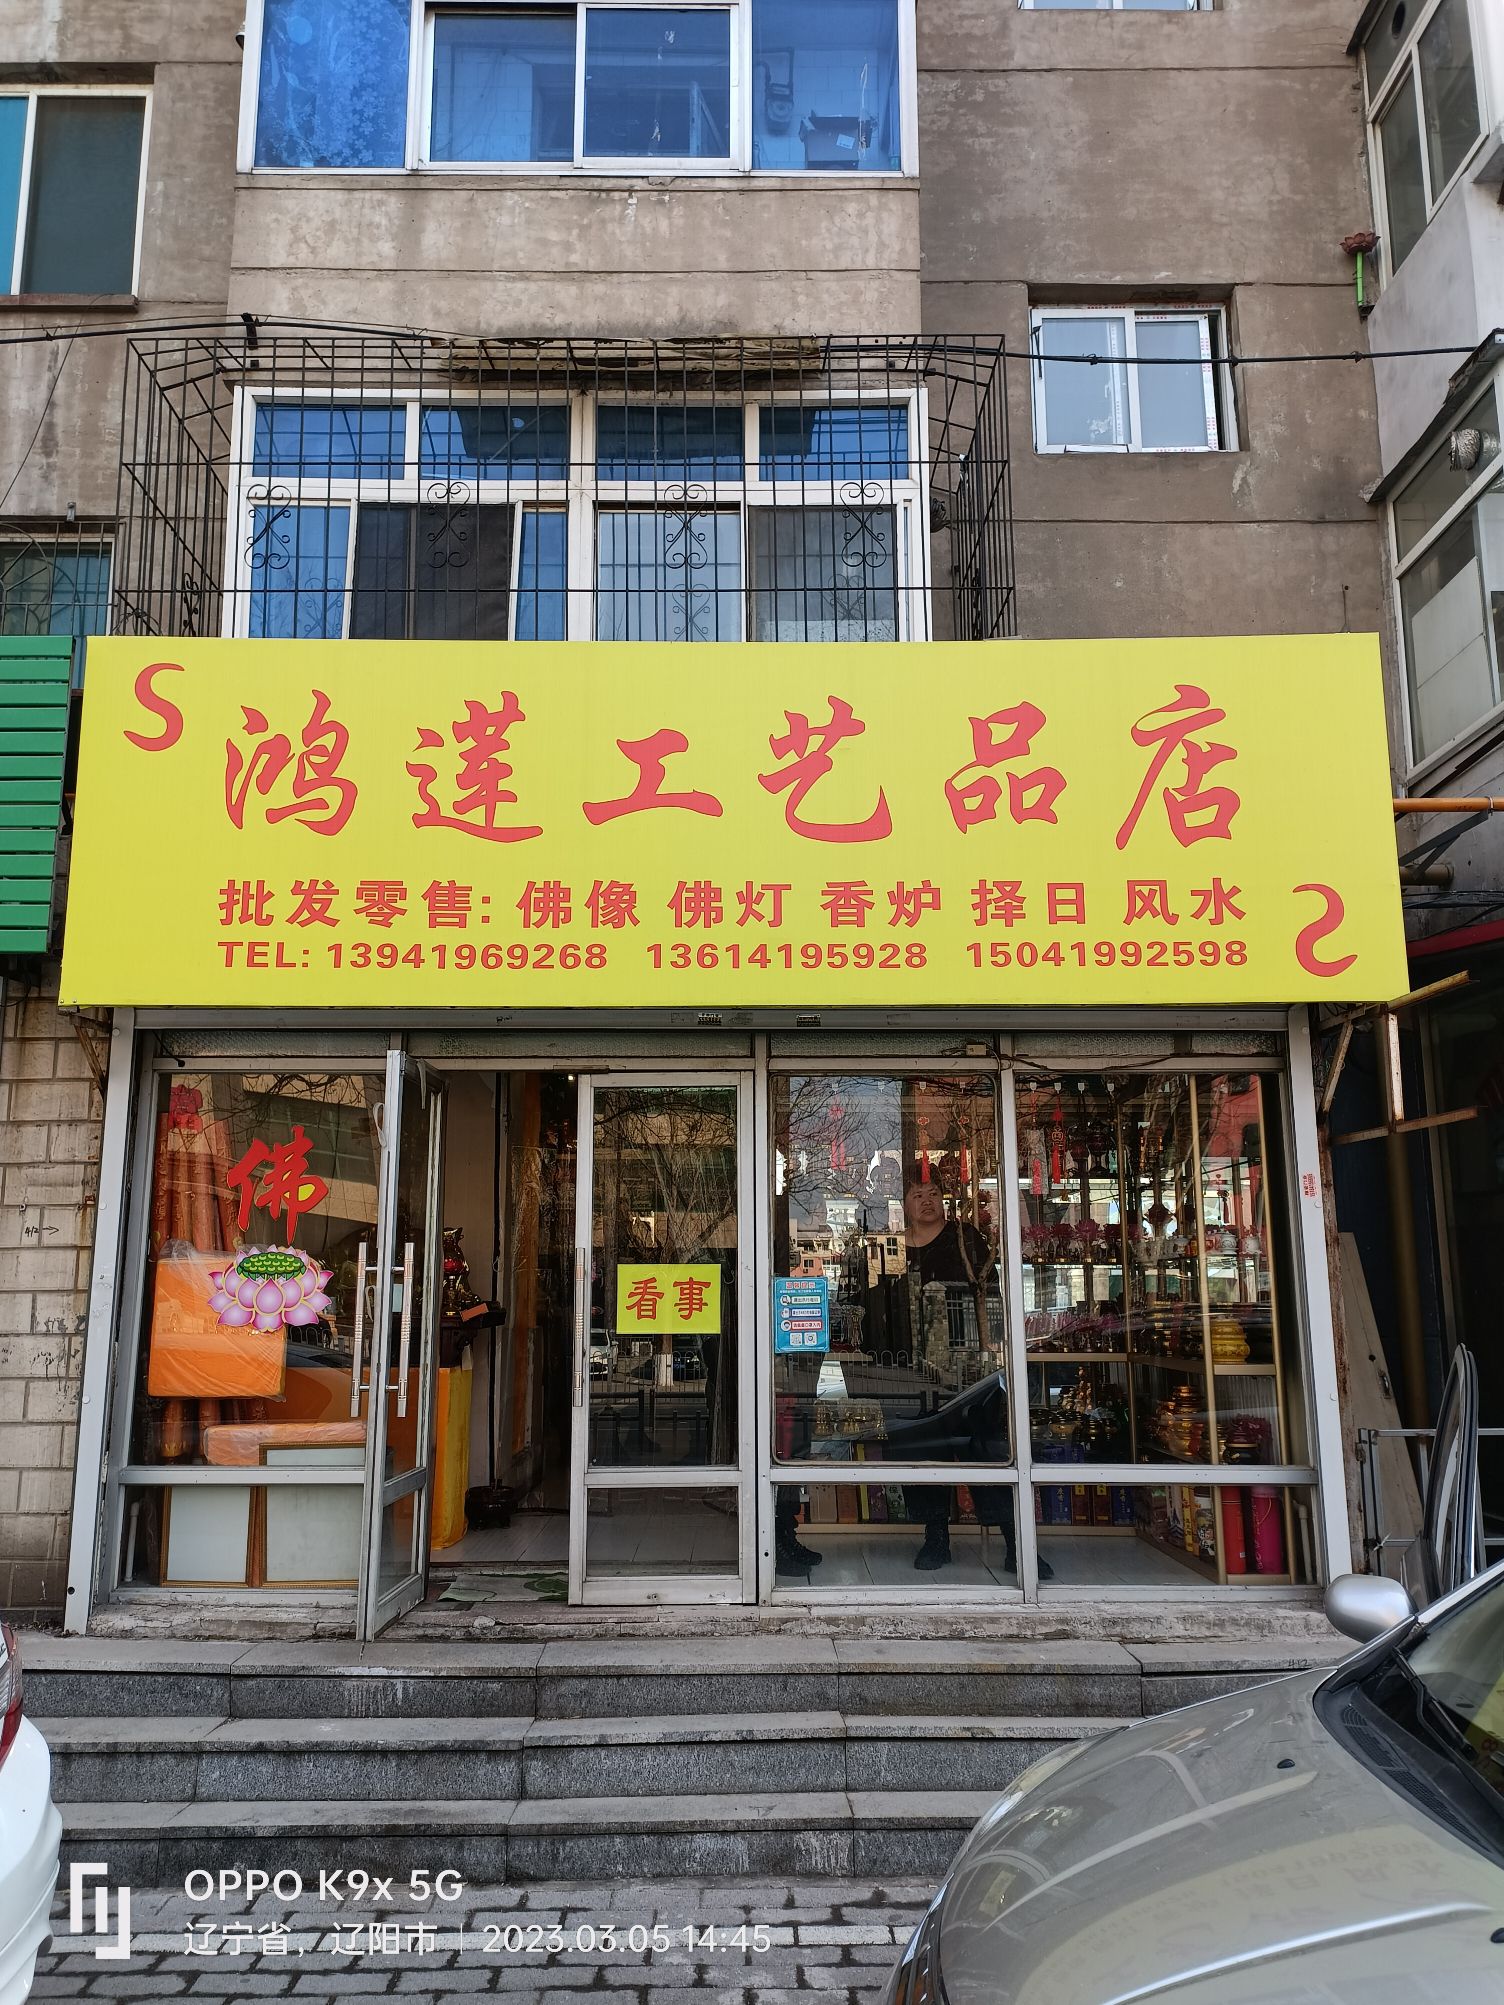 鸿莲工艺品店
批发零售: 佛像 佛灯 香炉 择日 风水
TEL: 13941969268 13614195928 15041992598
佛
看事
OPPO K9x 5G
辽宁省，辽阳市 | 2023.03.05 14:45